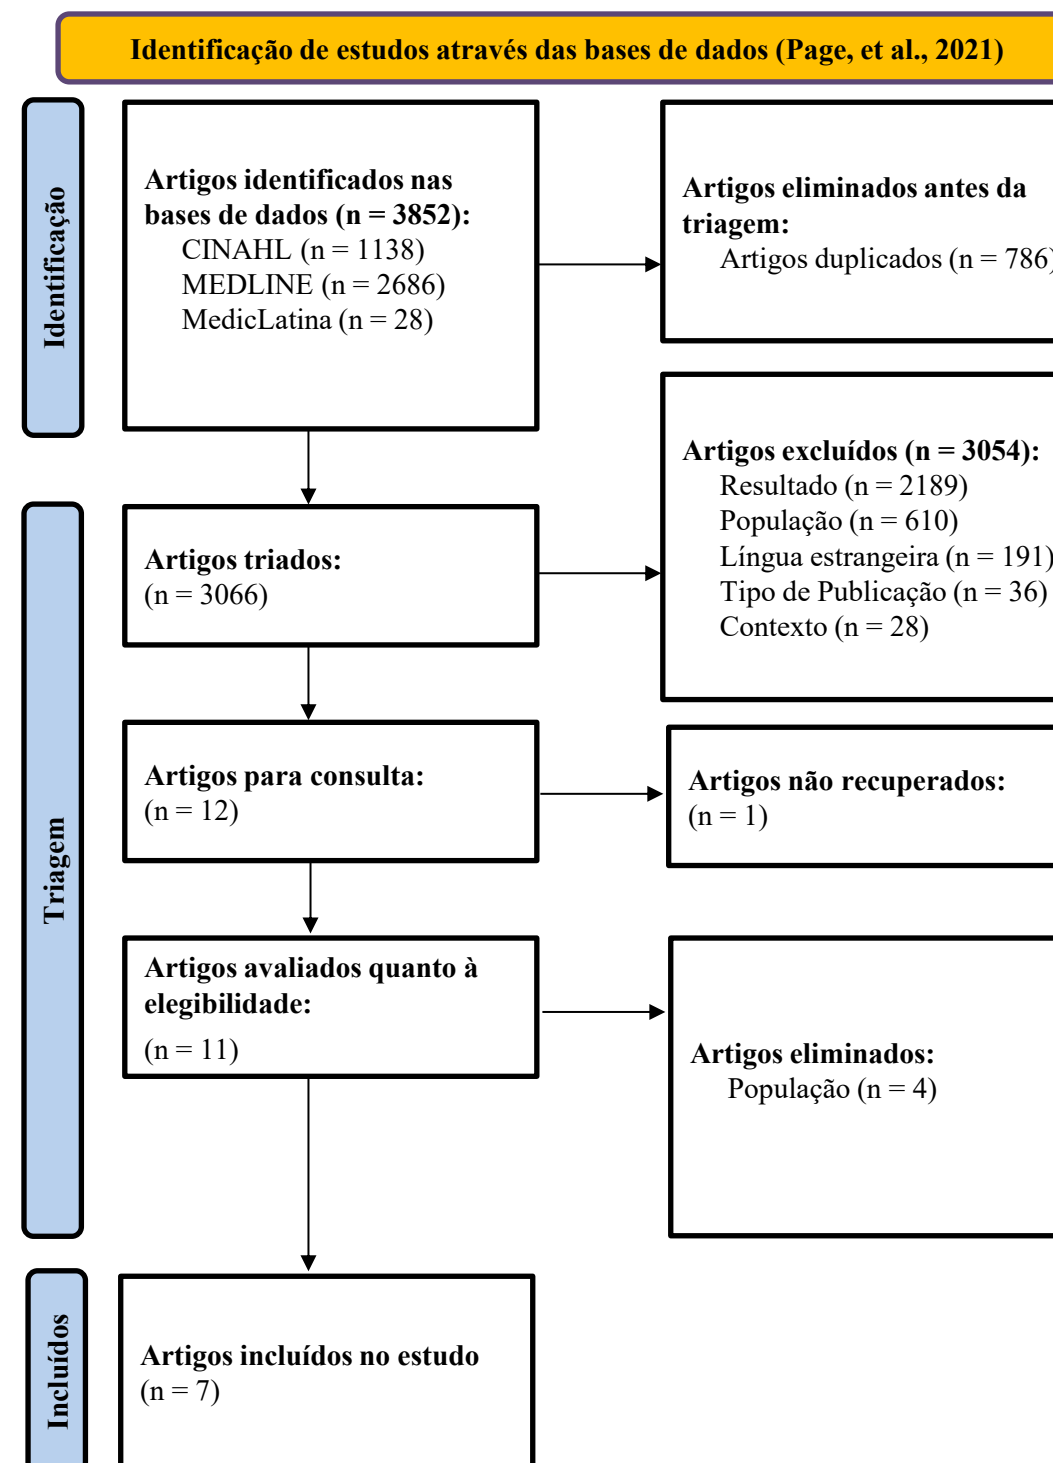 Identificação de estudos através das bases de dados (Page, et al., 2021)
Identificação
Artigos identificados nas
bases de dados (n = 3852):
CINAHL (n = 1138)
MEDLINE (n = 2686)
MedicLatina (n = 28)
Artigos eliminados antes da
triagem:
Artigos duplicados (n = 786)
Triagem
Artigos triados:
(n = 3066)
Artigos excluídos (n = 3054):
Resultado (n = 2189)
População (n = 610)
Língua estrangeira (n = 191)
Tipo de Publicação (n = 36)
Contexto (n = 28)
Artigos para consulta:
(n = 12)
Artigos não recuperados:
(n = 1)
Artigos avaliados quanto à
elegibilidade:
(n = 11)
Artigos eliminados:
População (n = 4)
Incluídos
Artigos incluídos no estudo
(n = 7)